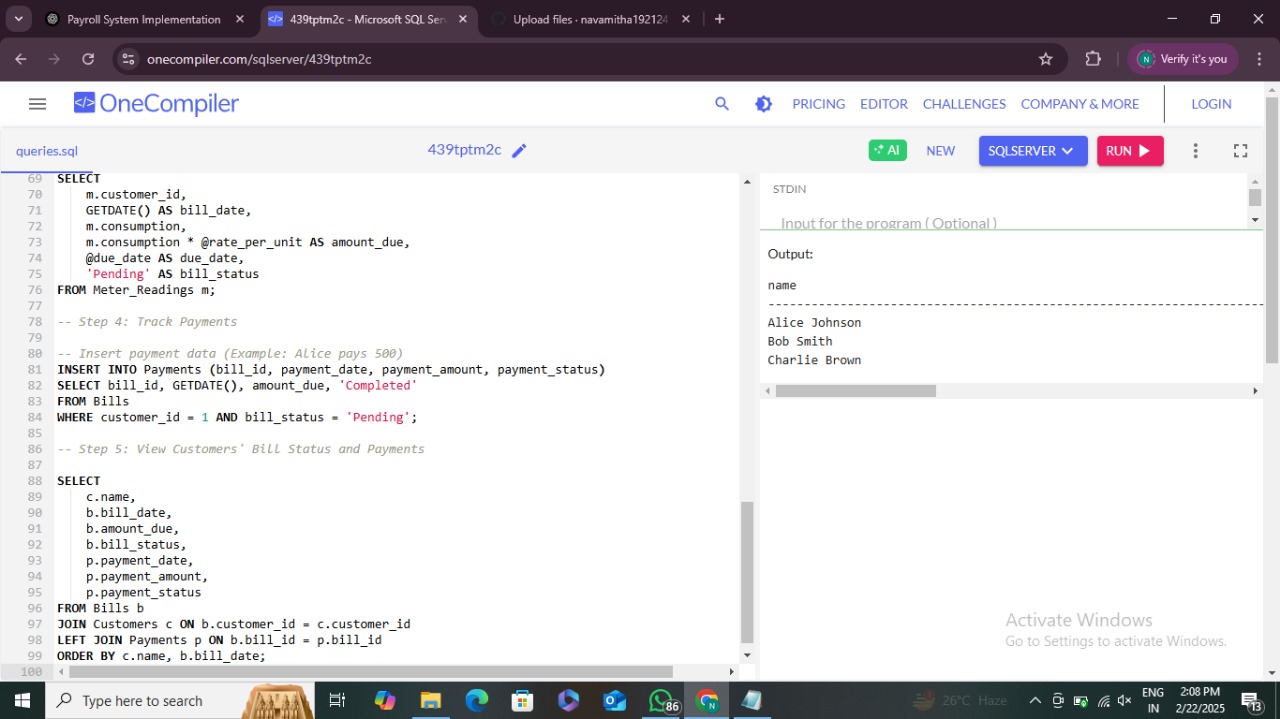 Payroll System Implementation
439tptm2c - Microsoft SQL Ser
Upload files · navamitha192124
onecompiler.com/sqlserver/439tptm2c
N
Verify it's you
</> OneCompiler
PRICING
EDITOR
CHALLENGES
COMPANY & MORE
LOGIN
queries.sql
439tptm2c
AI
NEW
SQLSERVER
RUN
69 SELECT
70 m.customer_id,
71 GETDATE() AS bill_date,
72 m.consumption,
73 m.consumption * @rate_per_unit AS amount_due,
74 @due_date AS due_date,
75 'Pending' AS bill_status
76 FROM Meter_Readings m;
77
78 -- Step 4: Track Payments
79
80 -- Insert payment data (Example: Alice pays 500)
81 INSERT INTO Payments (bill_id, payment_date, payment_amount, payment_status)
82 SELECT bill_id, GETDATE(), amount_due, 'Completed'
83 FROM Bills
84 WHERE customer_id = 1 AND bill_status = 'Pending';
85
86 -- Step 5: View Customers' Bill Status and Payments
87
88 SELECT
89 c.name,
90 b.bill_date,
91 b.amount_due,
92 b.bill_status,
93 p.payment_date,
94 p.payment_amount,
95 p.payment_status
96 FROM Bills b
97 JOIN Customers c ON b.customer_id = c.customer_id
98 LEFT JOIN Payments p ON b.bill_id = p.bill_id
99 ORDER BY c.name, b.bill_date;
100
STDIN
Input for the program ( Optional )
Output:
name
--------------------------------------------------------------
Alice Johnson
Bob Smith
Charlie Brown
Activate Windows
Go to Settings to activate Windows.
Type here to search
86
26°C Haze
ENG
IN
2:08 PM
2/22/2025
13